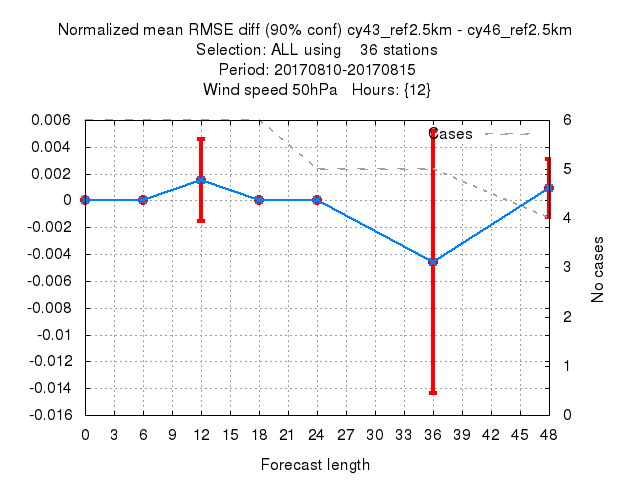 Normalized mean RMSE diff (90% conf) cy43_ref2.5km - cy46_ref2.5km
Selection: ALL using 36 stations
Period: 20170810-20170815
Wind speed 50hPa Hours: {12}
Cases
0.006
0.004
0.002
0
-0.002
-0.004
-0.006
-0.008
-0.01
-0.012
-0.014
-0.016
6
5
4
3
2
1
0
No cases
0 3 6 9 12 15 18 21 24 27 30 33 36 39 42 45 48
Forecast length